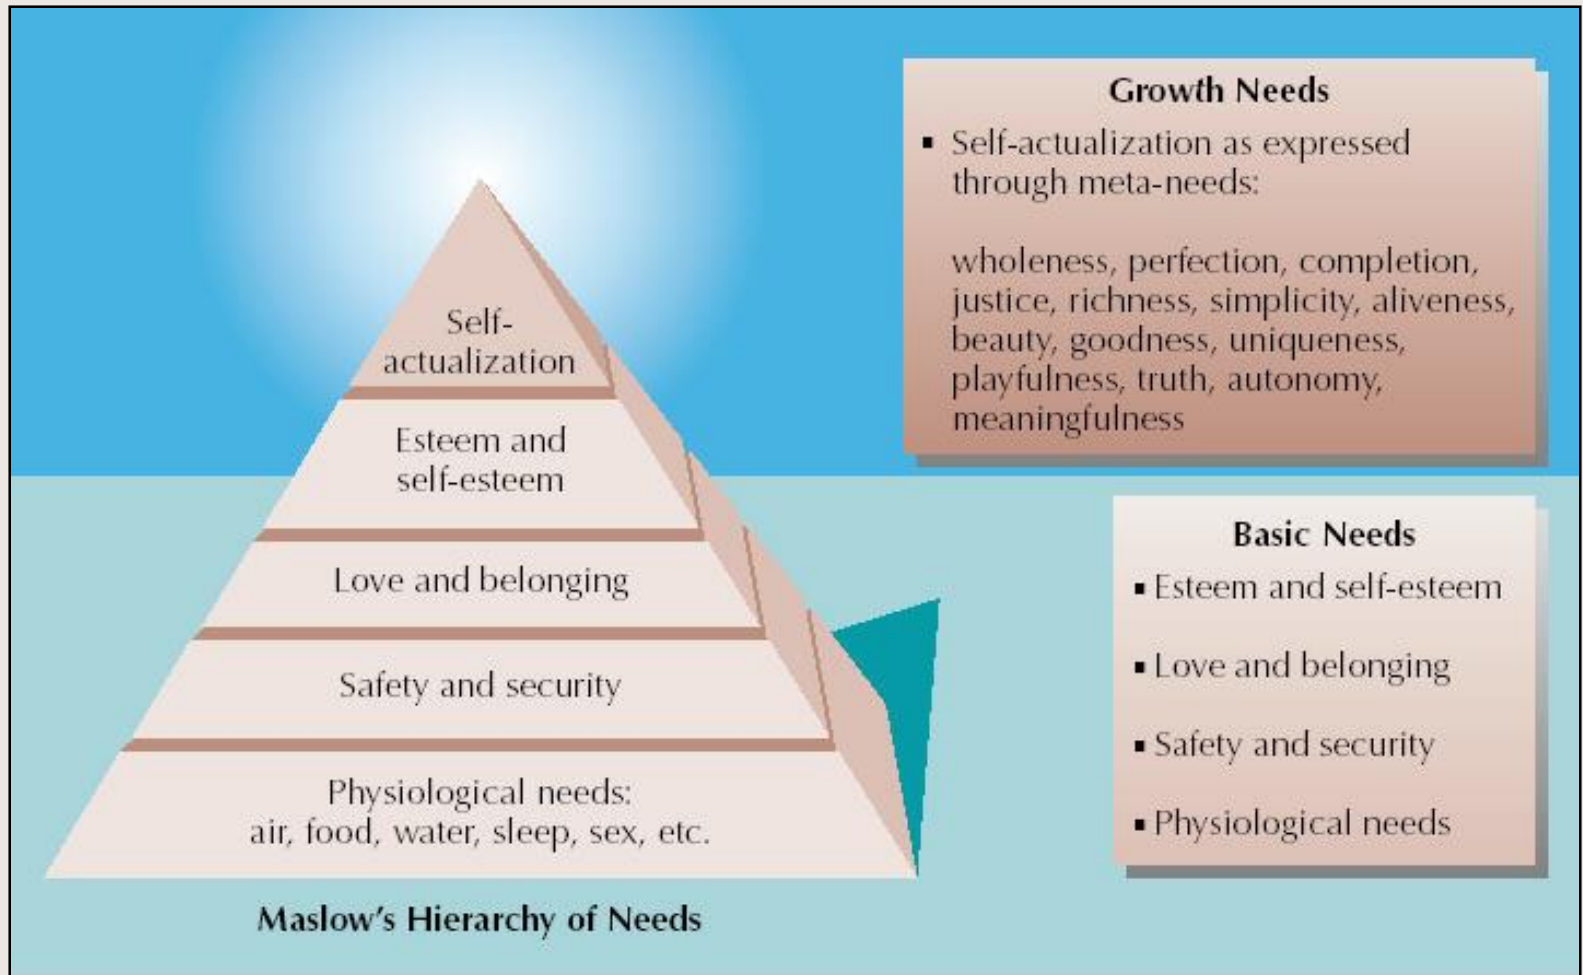 Self-
actualization
Esteem and
self-esteem
Love and belonging
Safety and security
Physiological needs:
air, food, water, sleep, sex, etc.
Maslow's Hierarchy of Needs
Growth Needs
▪ Self-actualization as expressed
through meta-needs:
wholeness, perfection, completion,
justice, richness, simplicity, aliveness,
beauty, goodness, uniqueness,
playfulness, truth, autonomy,
meaningfulness
Basic Needs
▪ Esteem and self-esteem
▪ Love and belonging
▪ Safety and security
▪ Physiological needs